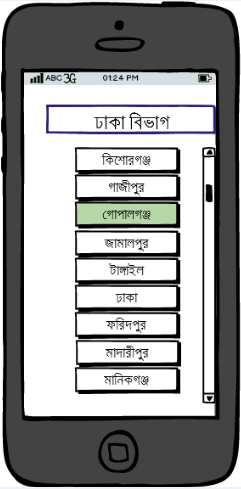 ABC 3G 01:24 PM
ঢাকা বিভাগ
কিশোরগঞ্জ
গাজীপুর
গোপালগঞ্জ
জামালপুর
টাঙ্গাইল
ঢাকা
ফরিদপুর
মাদারীপুর
মানিকগঞ্জ